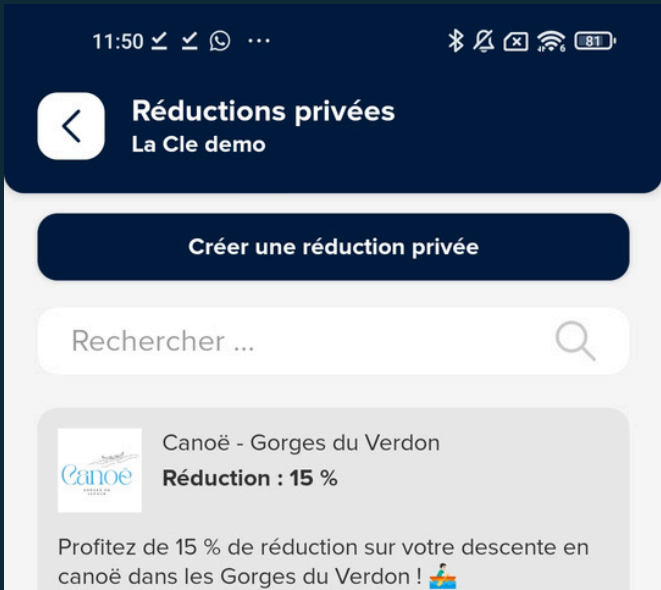 11:50
81
Réductions privées
La Cle demo
Créer une réduction privée
Rechercher ...
Canoë - Gorges du Verdon
Canoë
Réduction : 15 %
Profitez de 15 % de réduction sur votre descente en
canoë dans les Gorges du Verdon ! 🚣